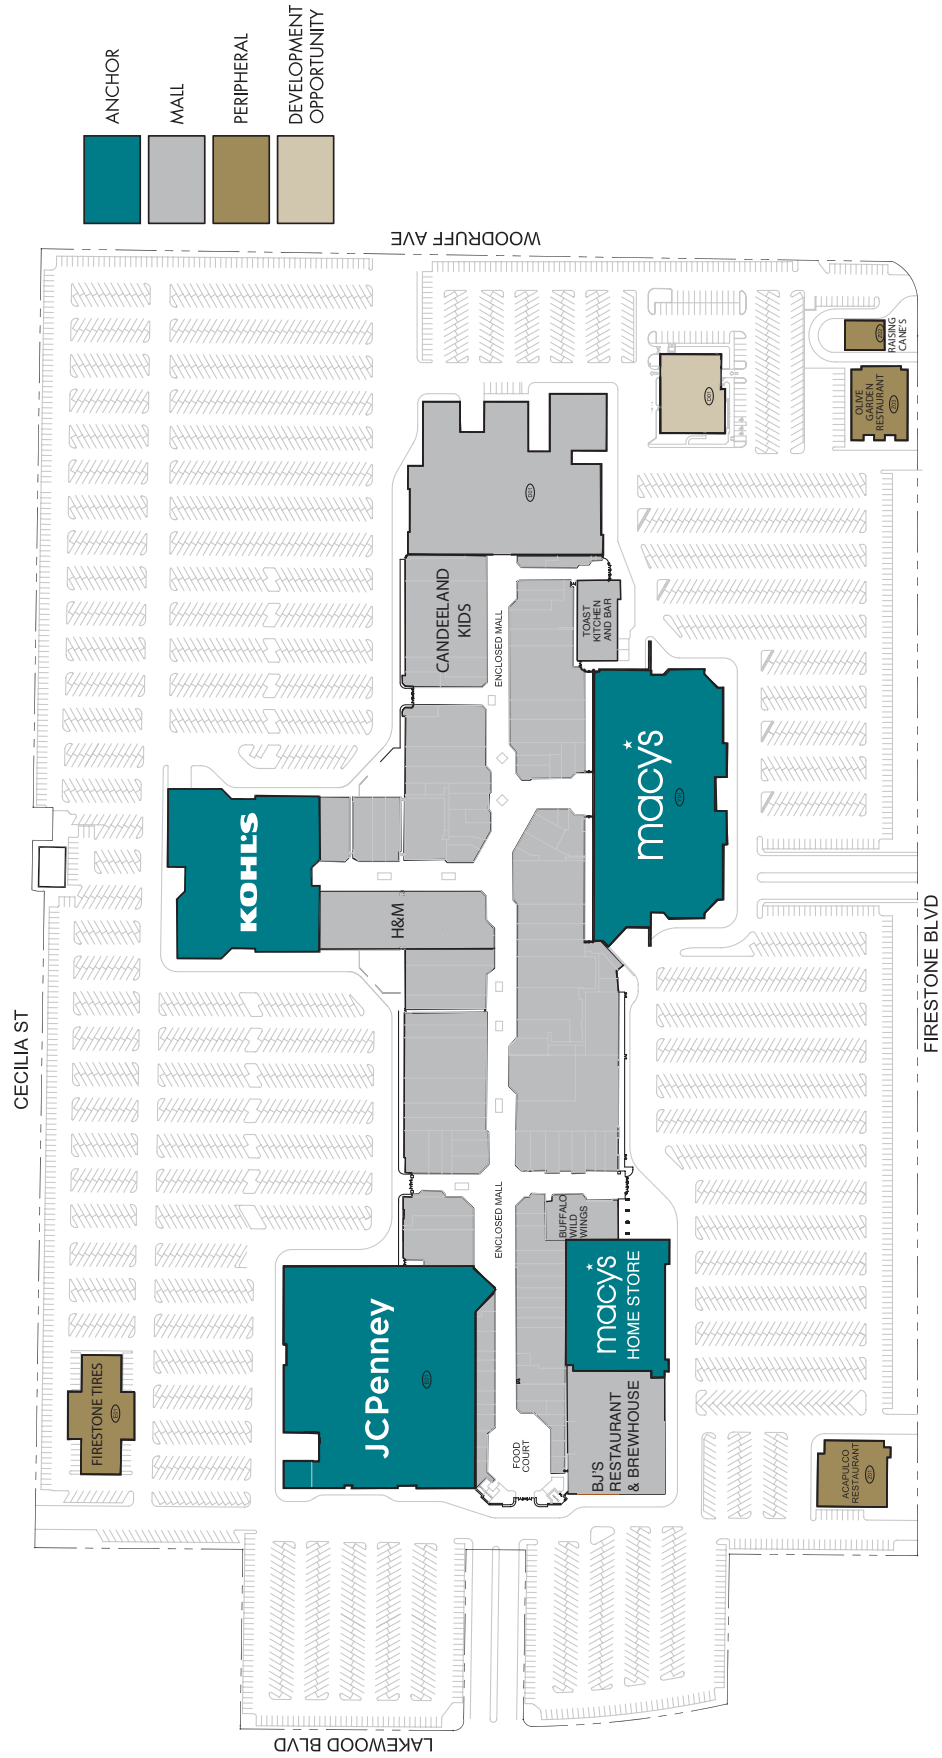 ANCHOR
MALL
PERIPHERAL
DEVELOPMENT
OPPORTUNITY
WOODRUFF AVE
RAISING
CANE'S
OLIVE
GARDEN
RESTAURANT
CANDEELAND
KIDS
ENCLOSED MALL
TOAST
KITCHEN
AND BAR
macy's
KOHL'S
H&M
CECILIA ST
FIRESTONE BLVD
ENCLOSED MALL
BUFFALO
WILD
WINGS
macy's
HOME STORE
JCPenney
FIRESTONE TIRES
FOOD
COURT
BJ'S
RESTAURANT
& BREWHOUSE
ACAPULCO
RESTAURANT
LAKEWOOD BLVD